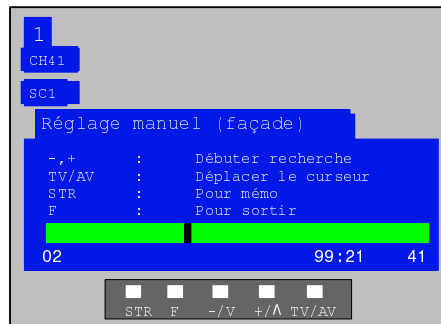 1
CH41
SC1
Réglage manuel (façade)
-,+ : Débuter recherche
TV/AV : Déplacer le curseur
STR : Pour mémo
F : Pour sortir
02 99:21 41
STR F -/V +/Λ TV/AV